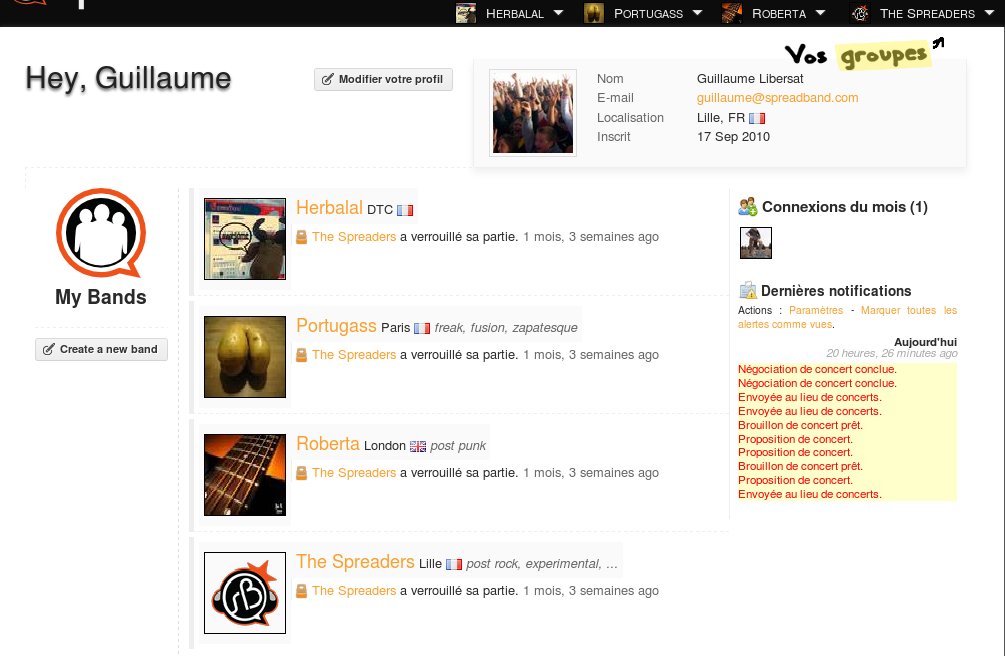 HERBALAL PORTUGASS ROBERTA THE SPREADERS
Vos groupes
Hey, Guillaume
Modifier votre profil
Nom Guillaume Libersat
E-mail guillaume@spreadband.com
Localisation Lille, FR
Inscrit 17 Sep 2010
My Bands
Create a new band
Herbalal DTC
The Spreaders a verrouillé sa partie. 1 mois, 3 semaines ago
Portugass Paris freak, fusion, zapatesque
The Spreaders a verrouillé sa partie. 1 mois, 3 semaines ago
Roberta London post punk
The Spreaders a verrouillé sa partie. 1 mois, 3 semaines ago
The Spreaders Lille post rock, experimental, ...
The Spreaders a verrouillé sa partie. 1 mois, 3 semaines ago
Connexions du mois (1)
Dernières notifications
Actions : Paramètres - Marquer toutes les
alertes comme vues.
Aujourd'hui
20 heures, 26 minutes ago
Négociation de concert conclue.
Négociation de concert conclue.
Envoyée au lieu de concerts.
Envoyée au lieu de concerts.
Brouillon de concert prêt.
Proposition de concert.
Proposition de concert.
Brouillon de concert prêt.
Proposition de concert.
Envoyée au lieu de concerts.